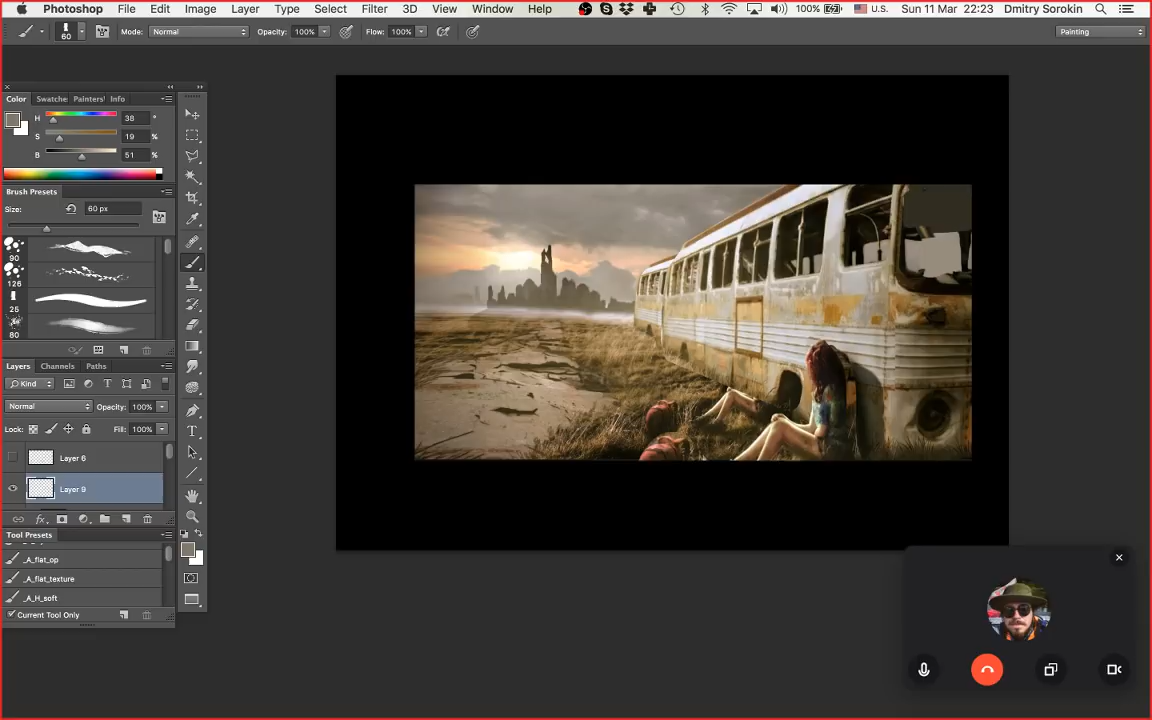 Photoshop File Edit Image Layer Type Select Filter 3D View Window Help 100% U.S. Sun 11 Mar 22:23 Dmitry Sorokin
60 Mode: Normal Opacity: 100% Flow: 100% Painting
Color Swatche Painters' Info
H 38 °
S 19 %
B 51 %
Brush Presets
Size: 60 px
90
126
25
80
Layers Channels Paths
Kind
Normal Opacity: 100%
Lock: Fill: 100%
Layer 6
Layer 9
fx
Tool Presets
_A_flat_op
_A_flat_texture
_A_H_soft
Current Tool Only